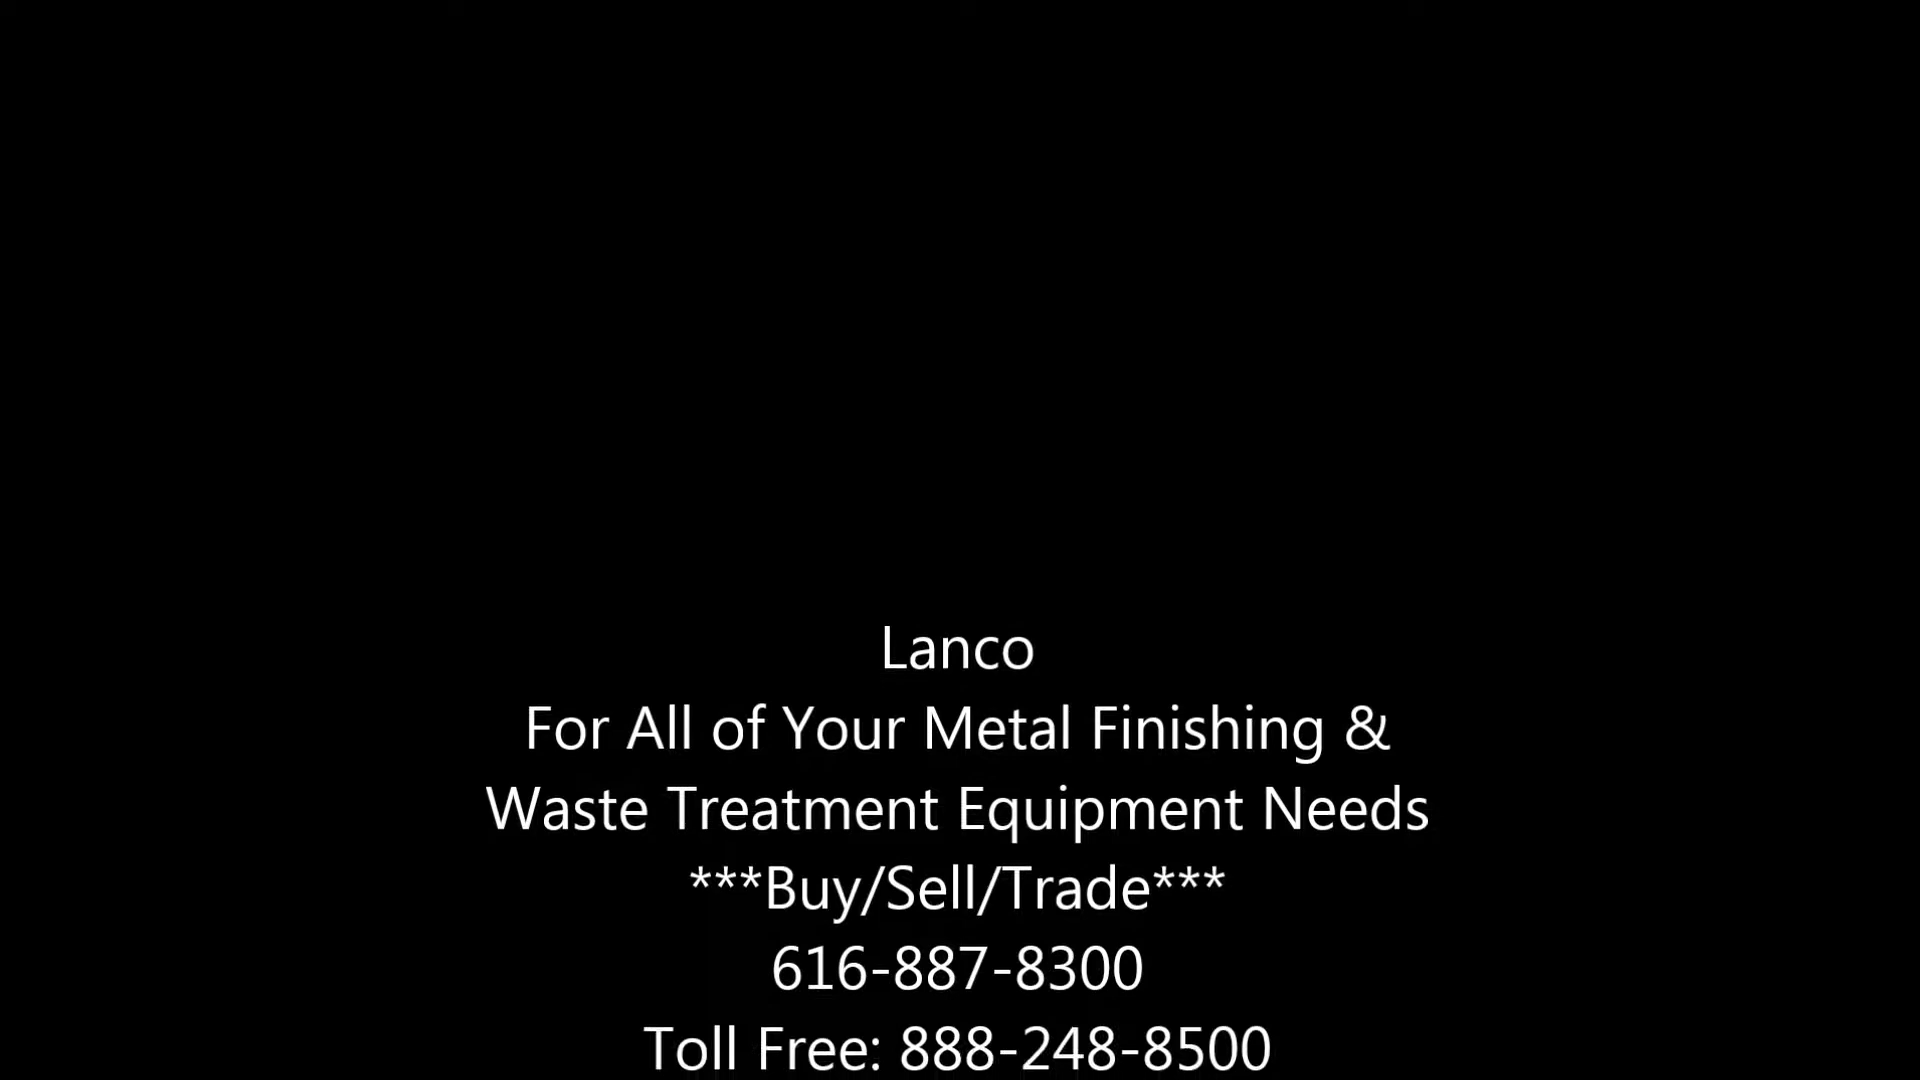 Lanco
For All of Your Metal Finishing &
Waste Treatment Equipment Needs
***Buy/Sell/Trade***
616-887-8300
Toll Free: 888-248-8500